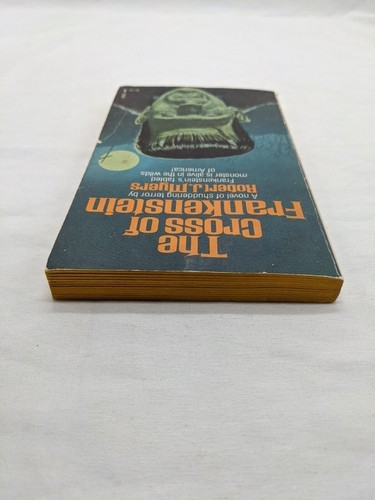 The
Cross of
Frankenstein
A novel of shuddering terror by
Robert J. Myers
Frankenstein's fabled
monster is alive in the wilds
of America!